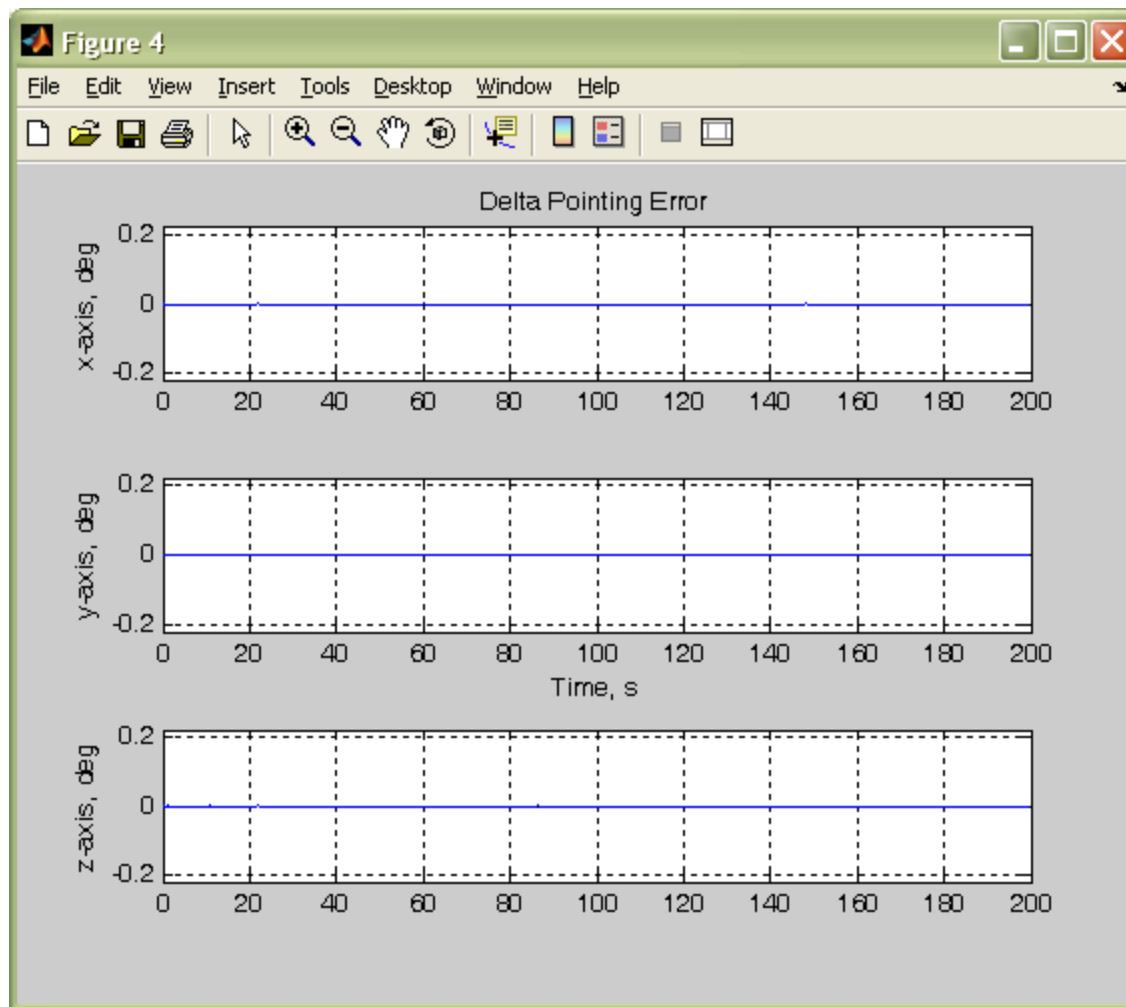 Figure 4
File Edit View Insert Tools Desktop Window Help
Delta Pointing Error
x-axis, deg
0.2
0
-0.2
0 20 40 60 80 100 120 140 160 180 200
y-axis, deg
0.2
0
-0.2
0 20 40 60 80 100 120 140 160 180 200
Time, s
z-axis, deg
0.2
0
-0.2
0 20 40 60 80 100 120 140 160 180 200